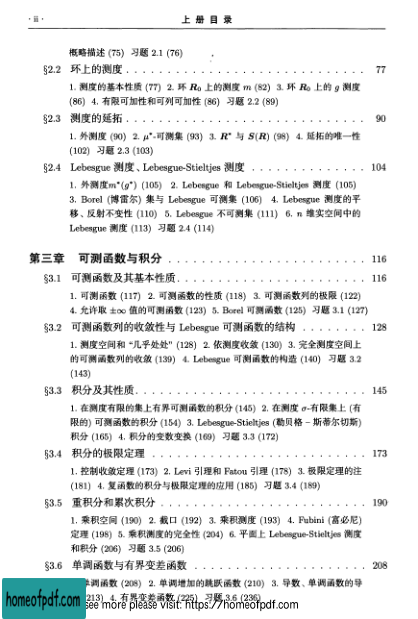 · ii · 上 册 目 录
概略描述 (75) 习题 2.1 (76)
§2.2 环上的测度 77
1. 测度的基本性质 (77) 2. 环 R₀ 上的测度 m (82) 3. 环 R₀ 上的 g 测度
(86) 4. 有限可加性和可列可加性 (86) 习题 2.2 (89)
§2.3 测度的延拓 90
1. 外测度 (90) 2. μ*-可测集 (93) 3. R* 与 S(R) (98) 4. 延拓的唯一性
(102) 习题 2.3 (103)
§2.4 Lebesgue 测度、Lebesgue-Stieltjes 测度 104
1. 外测度m*(g*) (105) 2. Lebesgue 和 Lebesgue-Stieltjes 测度 (105)
3. Borel (博雷尔) 集与 Lebesgue 可测集 (106) 4. Lebesgue 测度的平
移、反射不变性 (110) 5. Lebesgue 不可测集 (111) 6. n 维实空间中的
Lebesgue 测度 (113) 习题 2.4 (114)
第三章 可测函数与积分 116
§3.1 可测函数及其基本性质 116
1. 可测函数 (117) 2. 可测函数的性质 (118) 3. 可测函数列的极限 (122)
4. 允许取 ±∞ 值的可测函数 (123) 5. Borel 可测函数 (125) 习题 3.1 (127)
§3.2 可测函数列的收敛性与 Lebesgue 可测函数的结构 128
1. 测度空间和 “几乎处处” (128) 2. 依测度收敛 (130) 3. 完全测度空间上
的可测函数列的收敛 (139) 4. Lebesgue 可测函数的构造 (140) 习题 3.2
(143)
§3.3 积分及其性质 145
1. 在测度有限的集上有界可测函数的积分 (145) 2. 在测度 σ-有限集上 (有
限的) 可测函数的积分 (154) 3. Lebesgue-Stieltjes (勒贝格 – 斯蒂尔切斯)
积分 (165) 4. 积分的变数变换 (169) 习题 3.3 (172)
§3.4 积分的极限定理 173
1. 控制收敛定理 (173) 2. Levi 引理和 Fatou 引理 (178) 3. 极限定理的注
(181) 4. 复函数的积分与极限定理的应用 (185) 习题 3.4 (189)
§3.5 重积分和累次积分 190
1. 乘积空间 (190) 2. 截口 (192) 3. 乘积测度 (193) 4. Fubini (富必尼)
定理 (198) 5. 乘积测度的完全性 (204) 6. 平面上 Lebesgue-Stieltjes 测度
和积分 (206) 习题 3.5 (206)
§3.6 单调函数与有界变差函数 208
单调函数 (208) 2. 单调增加的跳跃函数 (210) 3. 导数、单调函数的导
213) 4. 有界变差函数 (225) 习题 3.6 (236)
homeofpdf.com see more please visit: https://homeofpdf.com